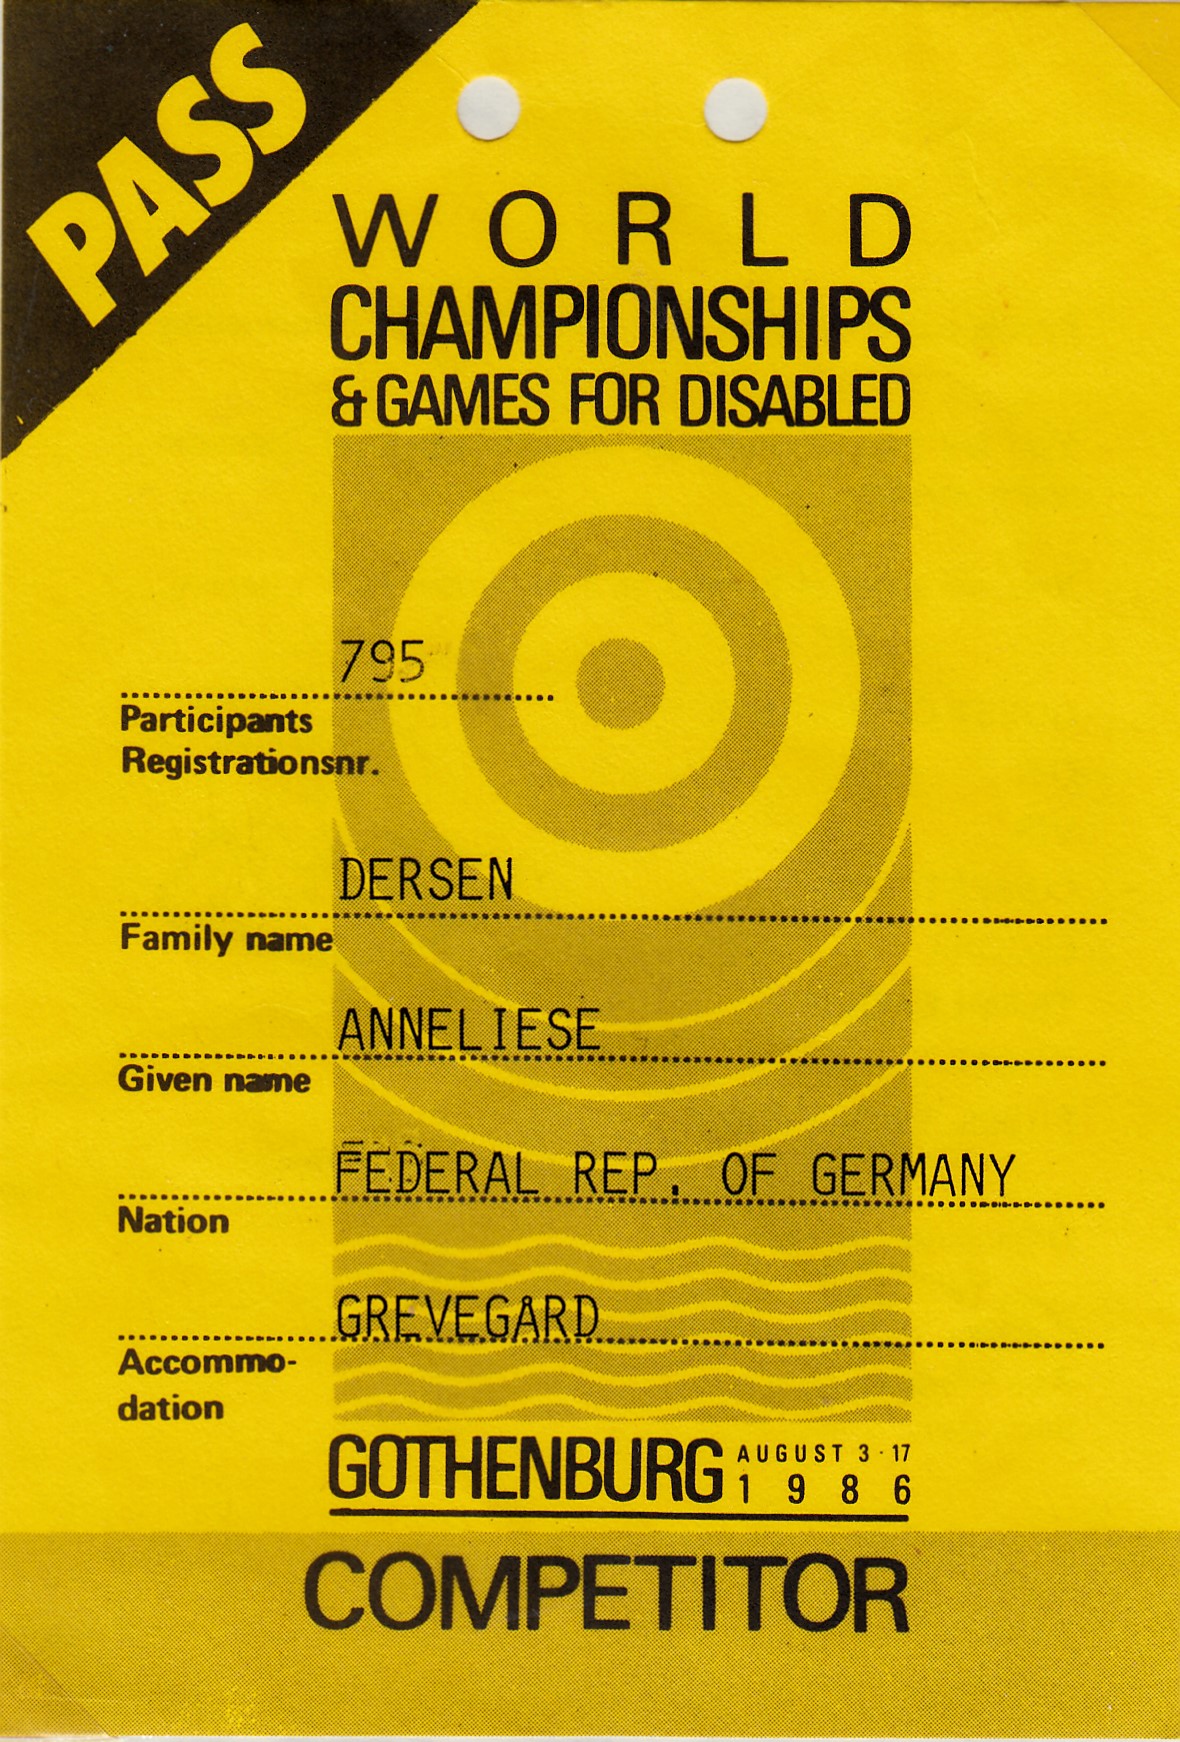 PASS
WORLD
CHAMPIONSHIPS
& GAMES FOR DISABLED
795
Participants
Registrationsnr.
DERSEN
Family name
ANNELIESE
Given name
FEDERAL REP. OF GERMANY
Nation
GREVEGÅRD
Accommo-
dation
GOTHENBURG AUGUST 3-17
1986
COMPETITOR